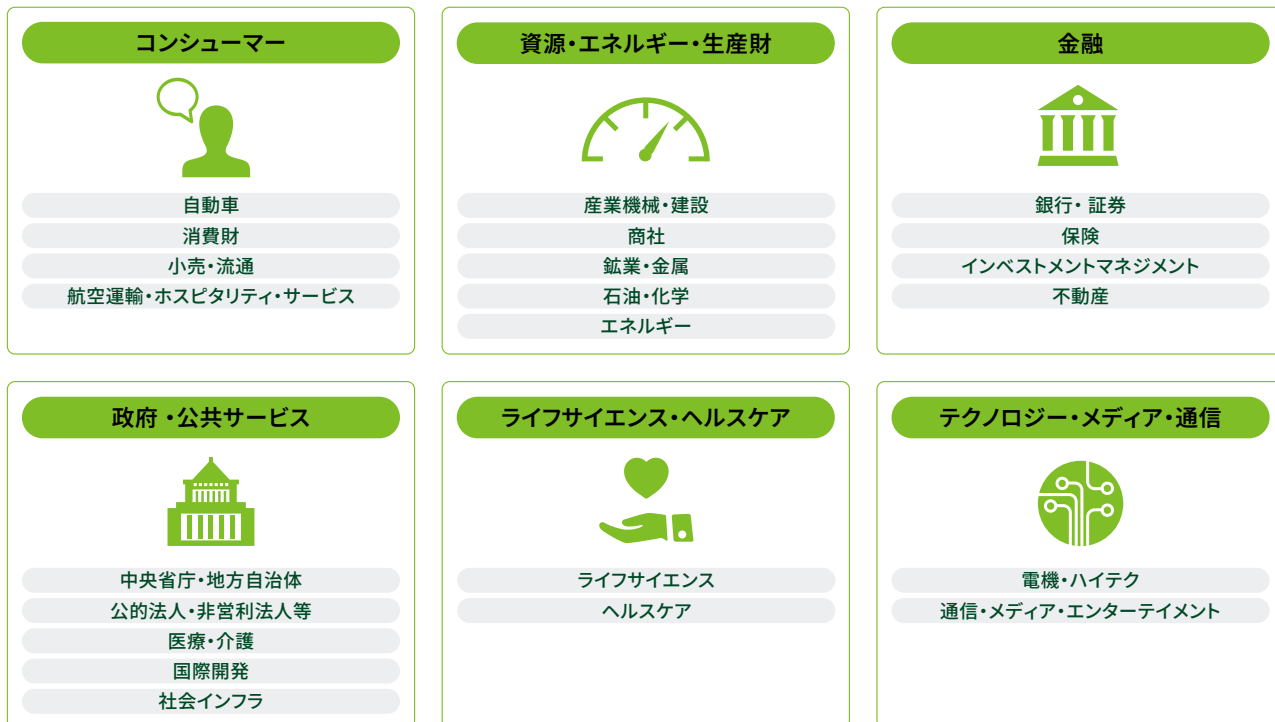 コンシューマー
自動車
消費財
小売・流通
航空運輸・ホスピタリティ・サービス
資源・エネルギー・生産財
産業機械・建設
商社
鉱業・金属
石油・化学
エネルギー
金融
銀行・ 証券
保険
インベストメントマネジメント
不動産
政府 ・公共サービス
中央省庁・地方自治体
公的法人・非営利法人等
医療・介護
国際開発
社会インフラ
ライフサイエンス・ヘルスケア
ライフサイエンス
ヘルスケア
テクノロジー・メディア・通信
電機・ハイテク
通信・メディア・エンターテイメント